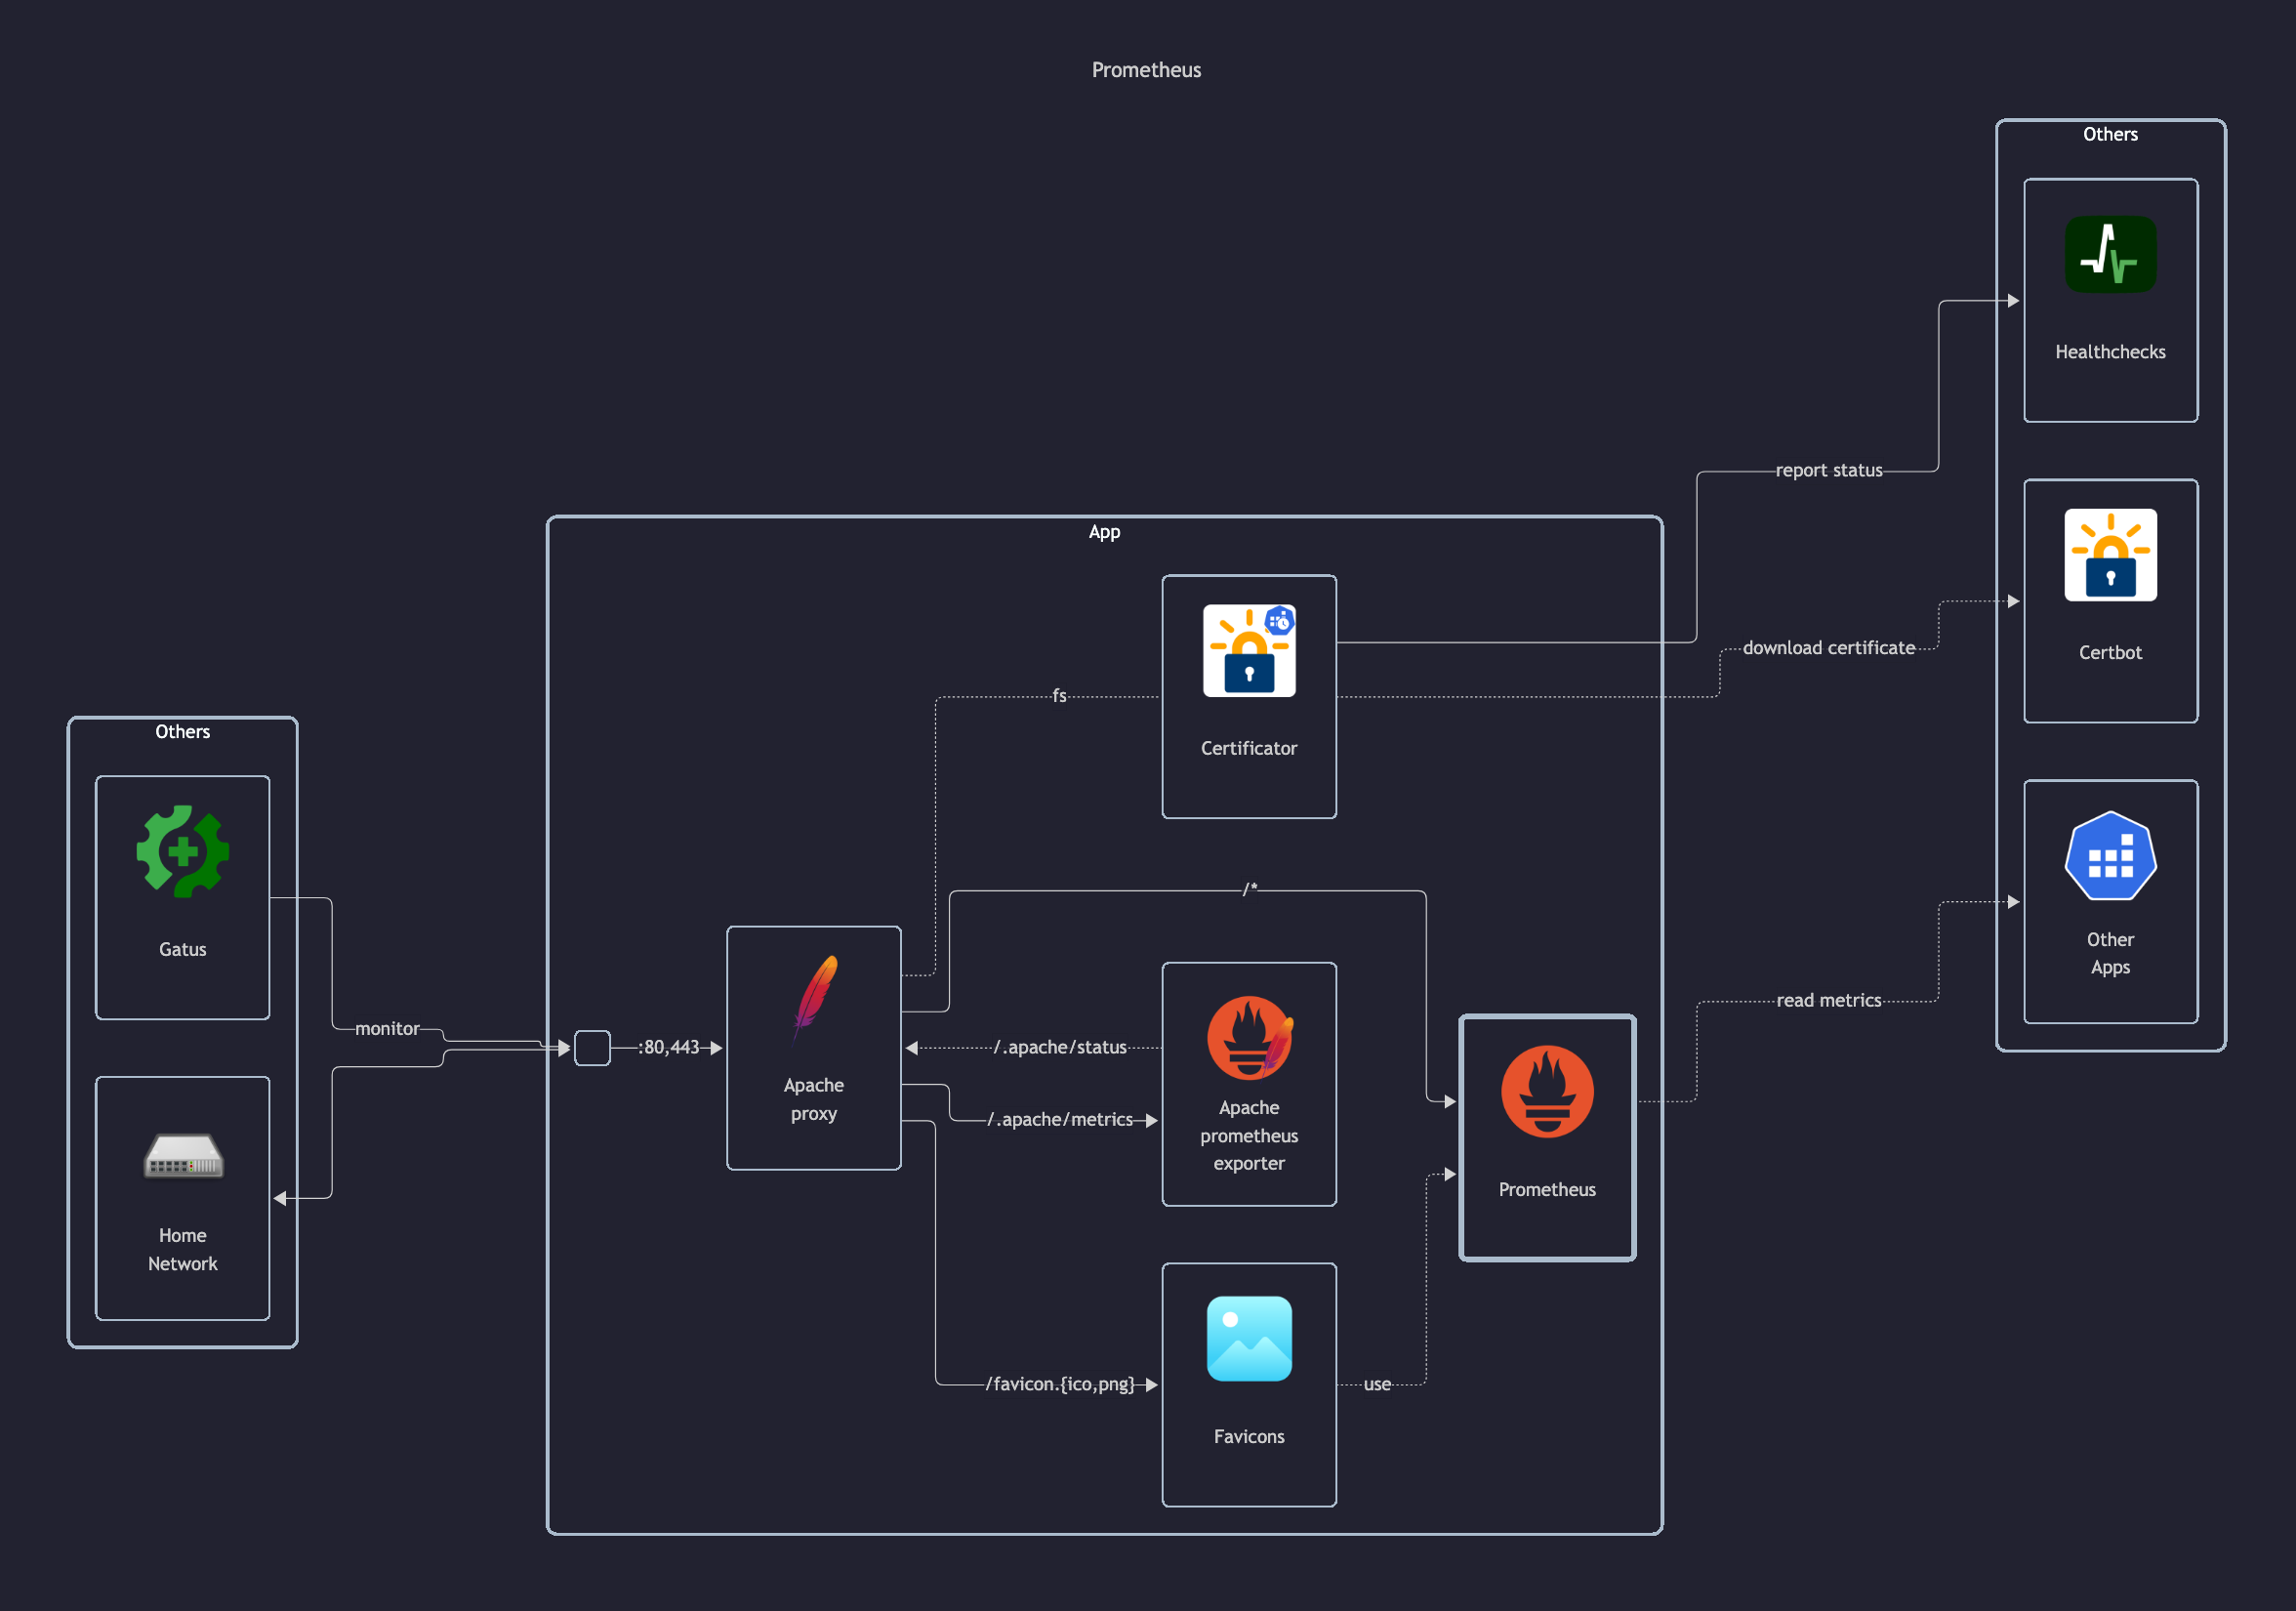 Prometheus
Others
Healthchecks
report status
Certbot
download certificate
Other
Apps
read metrics
App
Certificator
fs
Others
Gatus
monitor
Home
Network
:80,443
Apache
proxy
/*
/.apache/status
/.apache/metrics
Apache
prometheus
exporter
Prometheus
/favicon.{ico,png}
Favicons
use